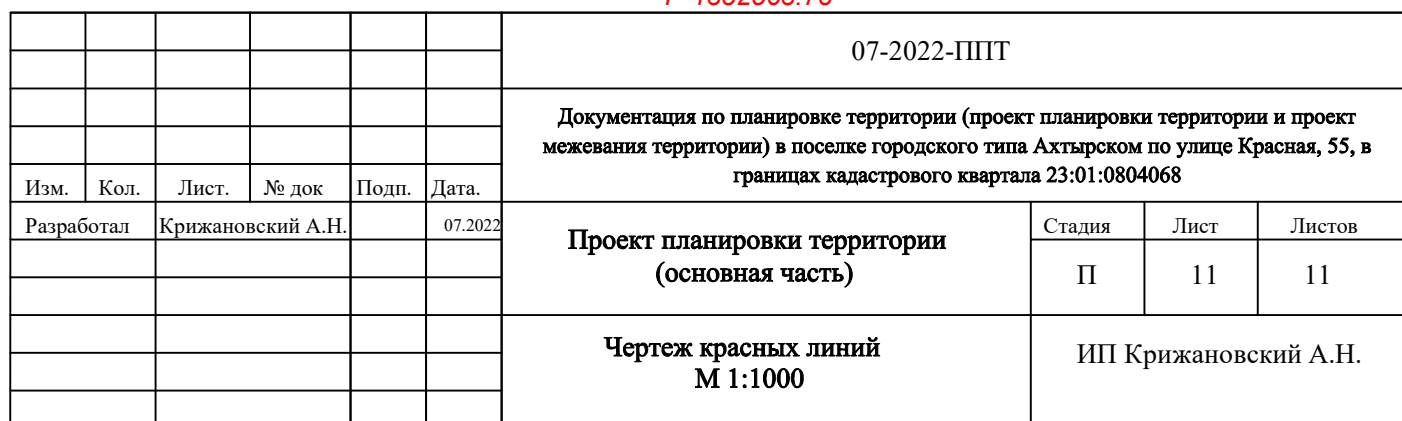 07-2022-ППТ
Документация по планировке территории (проект планировки территории и проект
межевания территории) в поселке городского типа Ахтырском по улице Красная, 55, в
границах кадастрового квартала 23:01:0804068
Изм. Кол. Лист. № док Подп. Дата.
Разработал Крижановский А.Н. 07.2022
Проект планировки территории
(основная часть)
Стадия Лист Листов
П 11 11
Чертеж красных линий
М 1:1000
ИП Крижановский А.Н.